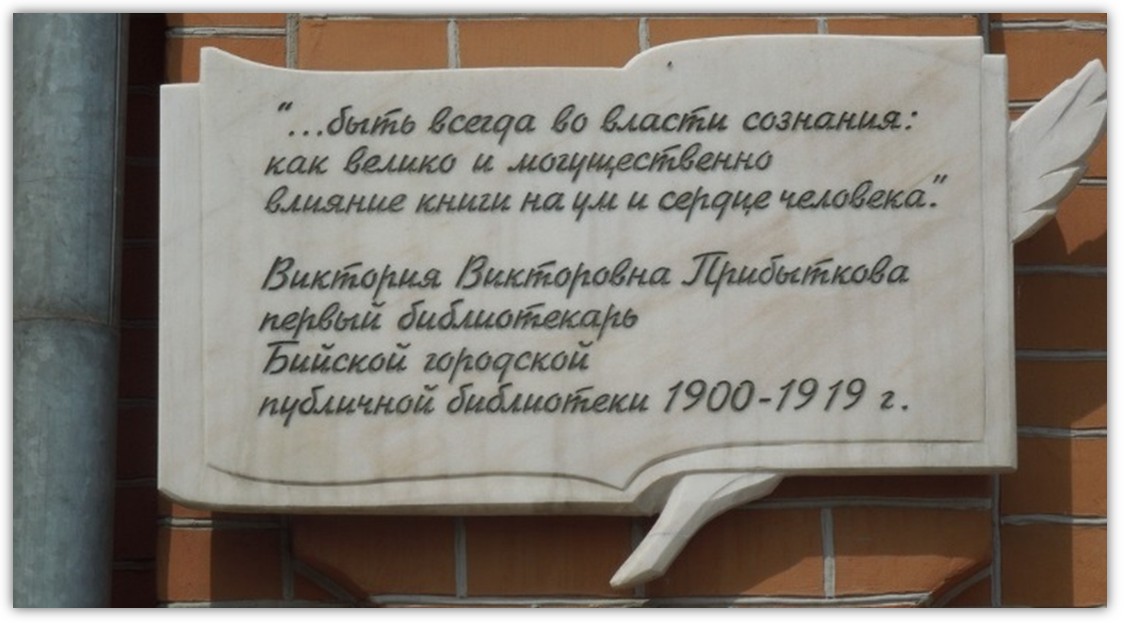 “...быть всегда во власти сознания:
как велико и могущественно
влияние книги на ум и сердце человека.”
Виктория Викторовна Прибыткова
первый библиотекарь
Бийской городской
публичной библиотеки 1900-1919 г.